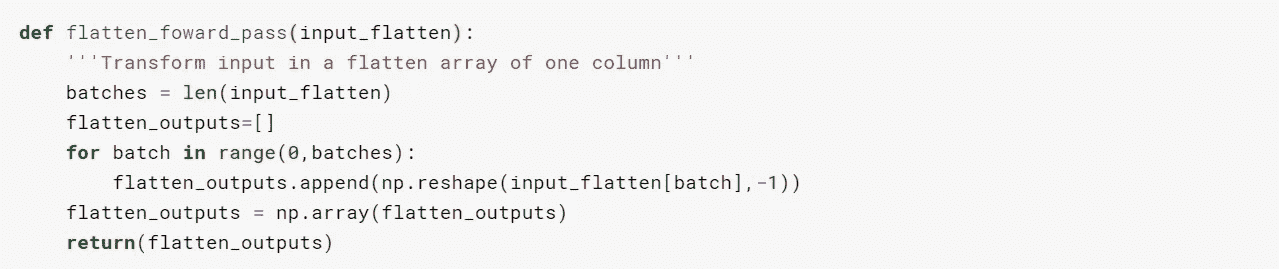 def flatten_foward_pass(input_flatten):
    '''Transform input in a flatten array of one column'''
    batches = len(input_flatten)
    flatten_outputs=[]
    for batch in range(0,batches):
        flatten_outputs.append(np.reshape(input_flatten[batch],-1))
    flatten_outputs = np.array(flatten_outputs)
    return(flatten_outputs)